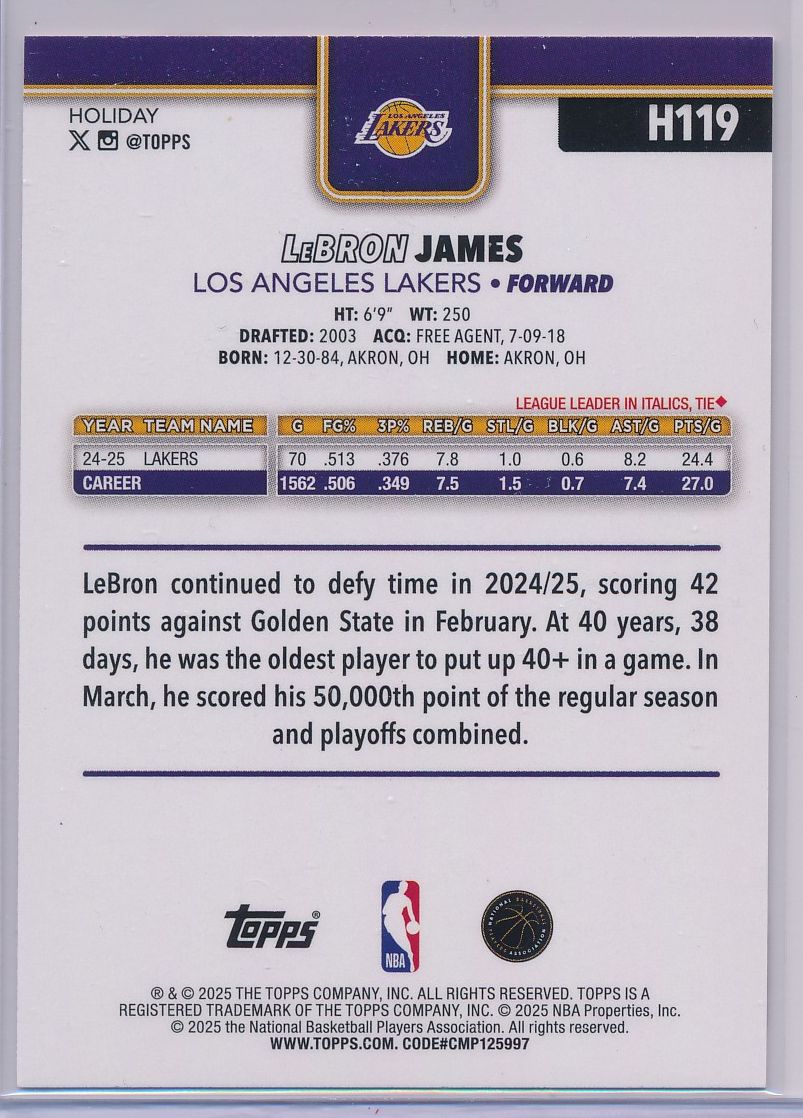 LOS ANGELES
LAKERS
HOLIDAY
@TOPPS
H119
LEBRON JAMES
LOS ANGELES LAKERS • FORWARD
HT: 6'9" WT: 250
DRAFTED: 2003 ACQ: FREE AGENT, 7-09-18
BORN: 12-30-84, AKRON, OH HOME: AKRON, OH
LEAGUE LEADER IN ITALICS, TIE◆
YEAR TEAM NAME G FG% 3P% REB/G STL/G BLK/G AST/G PTS/G
24-25 LAKERS 70 .513 .376 7.8 1.0 0.6 8.2 24.4
CAREER 1562 .506 .349 7.5 1.5 0.7 7.4 27.0
LeBron continued to defy time in 2024/25, scoring 42
points against Golden State in February. At 40 years, 38
days, he was the oldest player to put up 40+ in a game. In
March, he scored his 50,000th point of the regular season
and playoffs combined.
Topps®
NBA
NATIONAL BASKETBALL
PLAYERS ASSOCIATION
® & © 2025 THE TOPPS COMPANY, INC. ALL RIGHTS RESERVED. TOPPS IS A
REGISTERED TRADEMARK OF THE TOPPS COMPANY, INC. © 2025 NBA Properties, Inc.
© 2025 the National Basketball Players Association. All rights reserved.
WWW.TOPPS.COM. CODE#CMP125997